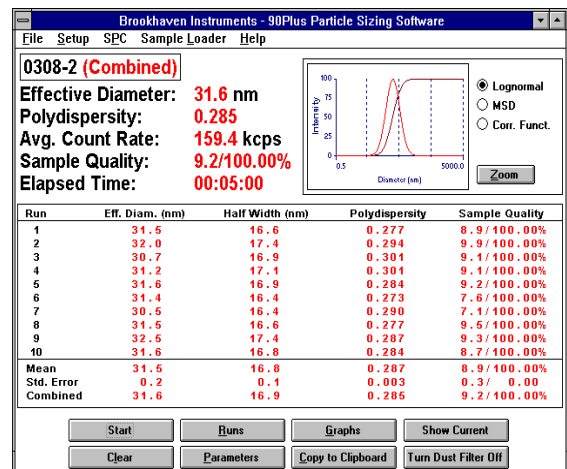 Brookhaven Instruments - 90Plus Particle Sizing Software
File Setup SPC Sample Loader Help
0308-2 (Combined)
Effective Diameter: 31.6 nm
Polydispersity: 0.285
Avg. Count Rate: 159.4 kcps
Sample Quality: 9.2/100.00%
Elapsed Time: 00:05:00
100
75
50
25
0
Intensity
0.5 5000.0
Diameter (nm)
Lognormal
MSD
Corr. Funct.
Zoom
Run Eff. Diam. (nm) Half Width (nm) Polydispersity Sample Quality
1 31.5 16.6 0.277 8.9/100.00%
2 32.0 17.4 0.294 9.9/100.00%
3 30.7 16.9 0.301 9.1/100.00%
4 31.2 17.1 0.301 9.1/100.00%
5 31.6 16.9 0.284 9.2/100.00%
6 31.4 16.4 0.273 7.6/100.00%
7 30.5 16.4 0.290 7.1/100.00%
8 31.5 16.6 0.277 9.5/100.00%
9 32.5 17.4 0.287 9.3/100.00%
10 31.6 16.8 0.284 8.7/100.00%
Mean 31.5 16.8 0.287 8.9/100.00%
Std. Error 0.2 0.1 0.003 0.3/ 0.00
Combined 31.6 16.9 0.285 9.2/100.00%
Start Runs Graphs Show Current
Clear Parameters Copy to Clipboard Turn Dust Filter Off